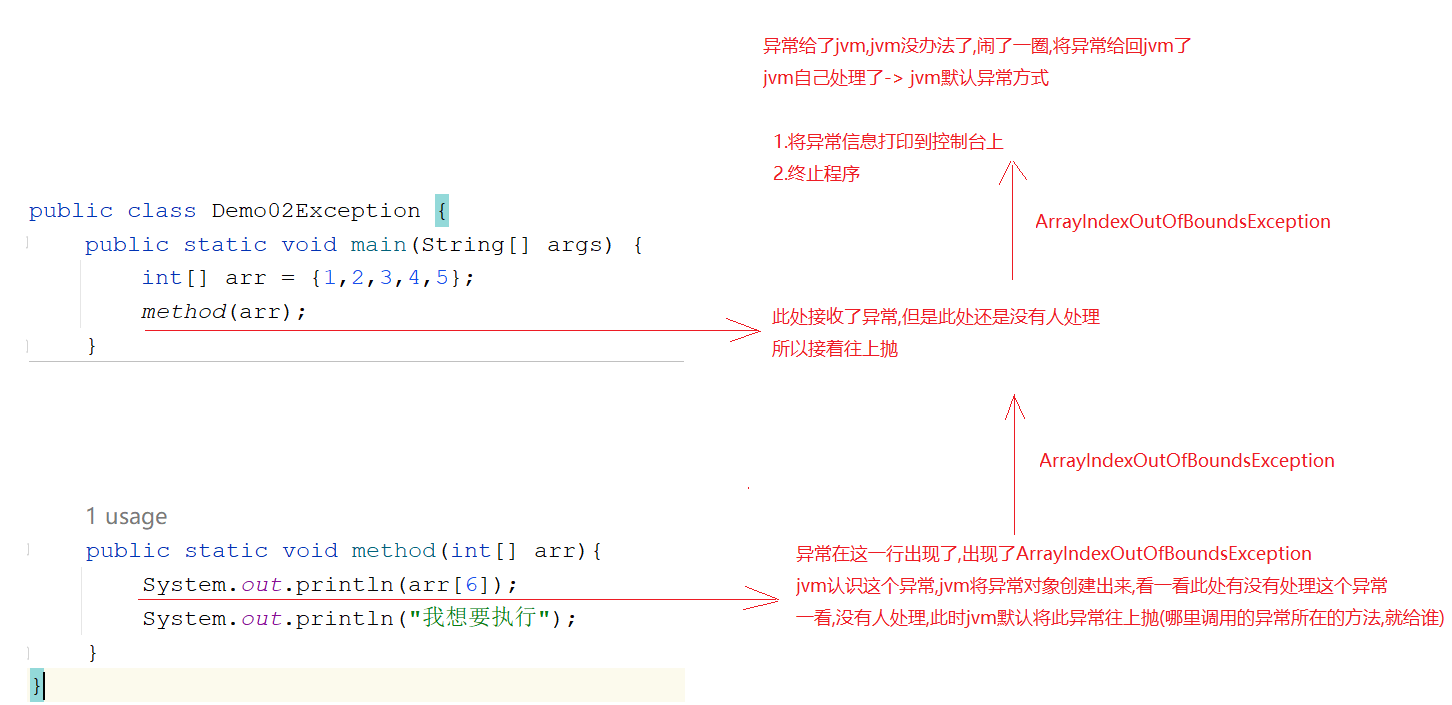 异常给了jvm,jvm没办法了,闹了一圈,将异常给回jvm了
jvm自己处理了-> jvm默认异常方式
1.将异常信息打印到控制台上
2.终止程序
ArrayIndexOutOfBoundsException
public class Demo02Exception {
public static void main(String[] args) {
int[] arr = {1,2,3,4,5};
method(arr);
}
此处接收了异常,但是此处还是没有人处理
所以接着往上抛
ArrayIndexOutOfBoundsException
1 usage
public static void method(int[] arr){
System.out.println(arr[6]);
System.out.println("我想要执行");
}
}
异常在这一行出现了,出现了ArrayIndexOutOfBoundsException
jvm认识这个异常,jvm将异常对象创建出来,看一看此处有没有处理这个异常
一看,没有人处理,此时jvm默认将此异常往上抛(哪里调用的异常所在的方法,就给谁)